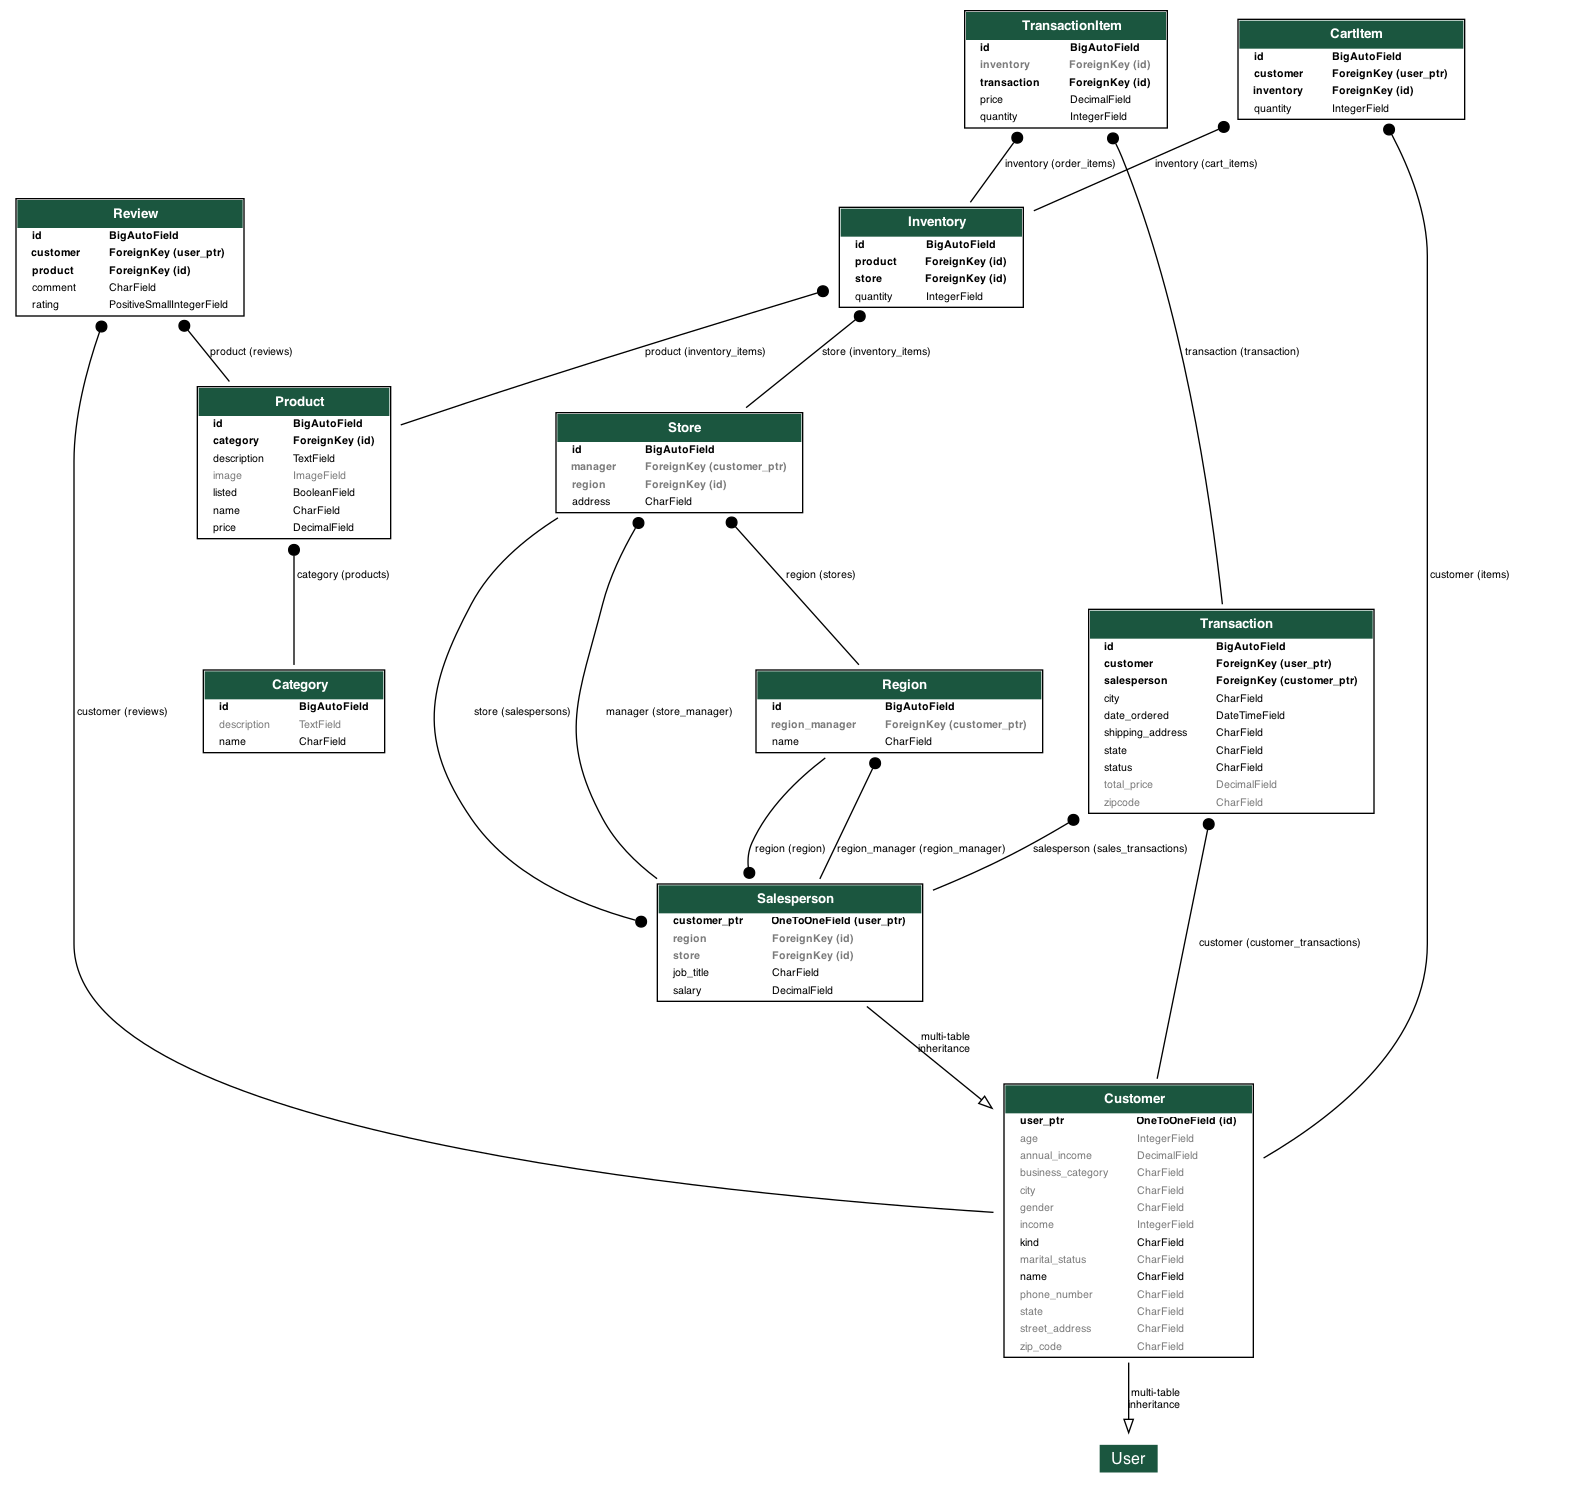 TransactionItem
id BigAutoField
inventory ForeignKey (id)
transaction ForeignKey (id)
price DecimalField
quantity IntegerField
CartItem
id BigAutoField
customer ForeignKey (user_ptr)
inventory ForeignKey (id)
quantity IntegerField
inventory (order_items)
inventory (cart_items)
Review
id BigAutoField
customer ForeignKey (user_ptr)
product ForeignKey (id)
comment CharField
rating PositiveSmallIntegerField
Inventory
id BigAutoField
product ForeignKey (id)
store ForeignKey (id)
quantity IntegerField
product (reviews)
product (inventory_items)
store (inventory_items)
transaction (transaction)
Product
id BigAutoField
category ForeignKey (id)
description TextField
image ImageField
listed BooleanField
name CharField
price DecimalField
Store
id BigAutoField
manager ForeignKey (customer_ptr)
region ForeignKey (id)
address CharField
category (products)
region (stores)
customer (items)
Transaction
id BigAutoField
customer ForeignKey (user_ptr)
salesperson ForeignKey (customer_ptr)
city CharField
date_ordered DateTimeField
shipping_address CharField
state CharField
status CharField
total_price DecimalField
zipcode CharField
Category
id BigAutoField
description TextField
name CharField
customer (reviews)
store (salespersons)
manager (store_manager)
Region
id BigAutoField
region_manager ForeignKey (customer_ptr)
name CharField
region (region)
region_manager (region_manager)
salesperson (sales_transactions)
Salesperson
customer_ptr OneToOneField (user_ptr)
region ForeignKey (id)
store ForeignKey (id)
job_title CharField
salary DecimalField
customer (customer_transactions)
multi-table
inheritance
Customer
user_ptr OneToOneField (id)
age IntegerField
annual_income DecimalField
business_category CharField
city CharField
gender CharField
income IntegerField
kind CharField
marital_status CharField
name CharField
phone_number CharField
state CharField
street_address CharField
zip_code CharField
multi-table
inheritance
User